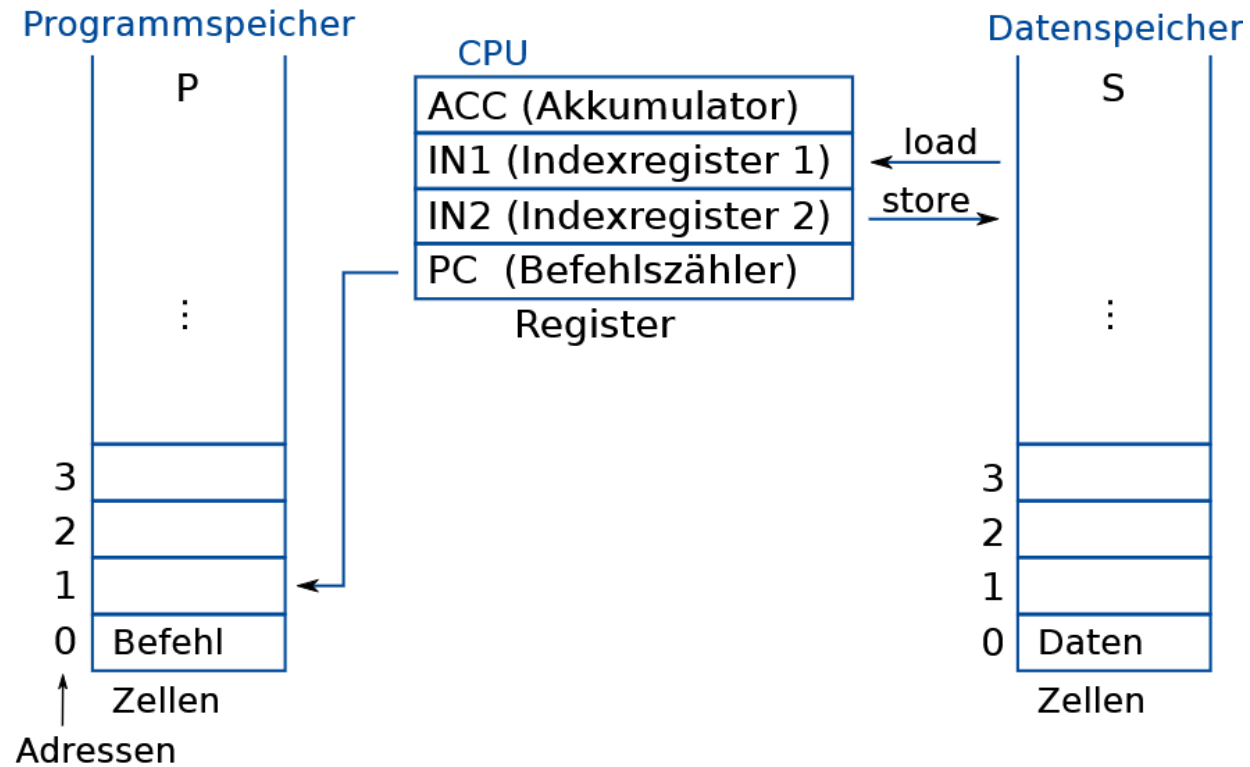 Programmspeicher
P
⋮
3
2
1
0 Befehl
Zellen
Adressen
CPU
ACC (Akkumulator)
IN1 (Indexregister 1)
IN2 (Indexregister 2)
PC (Befehlszähler)
Register
load
store
Datenspeicher
S
⋮
3
2
1
0 Daten
Zellen